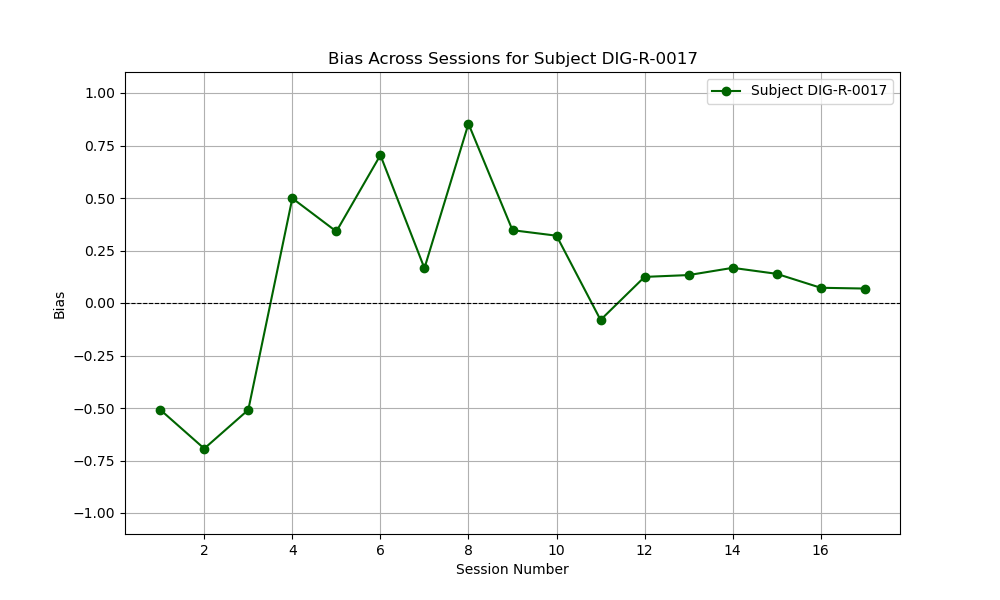 Bias Across Sessions for Subject DIG-R-0017
Subject DIG-R-0017
1.00
0.75
0.50
0.25
0.00
−0.25
−0.50
−0.75
−1.00
Bias
2 4 6 8 10 12 14 16
Session Number